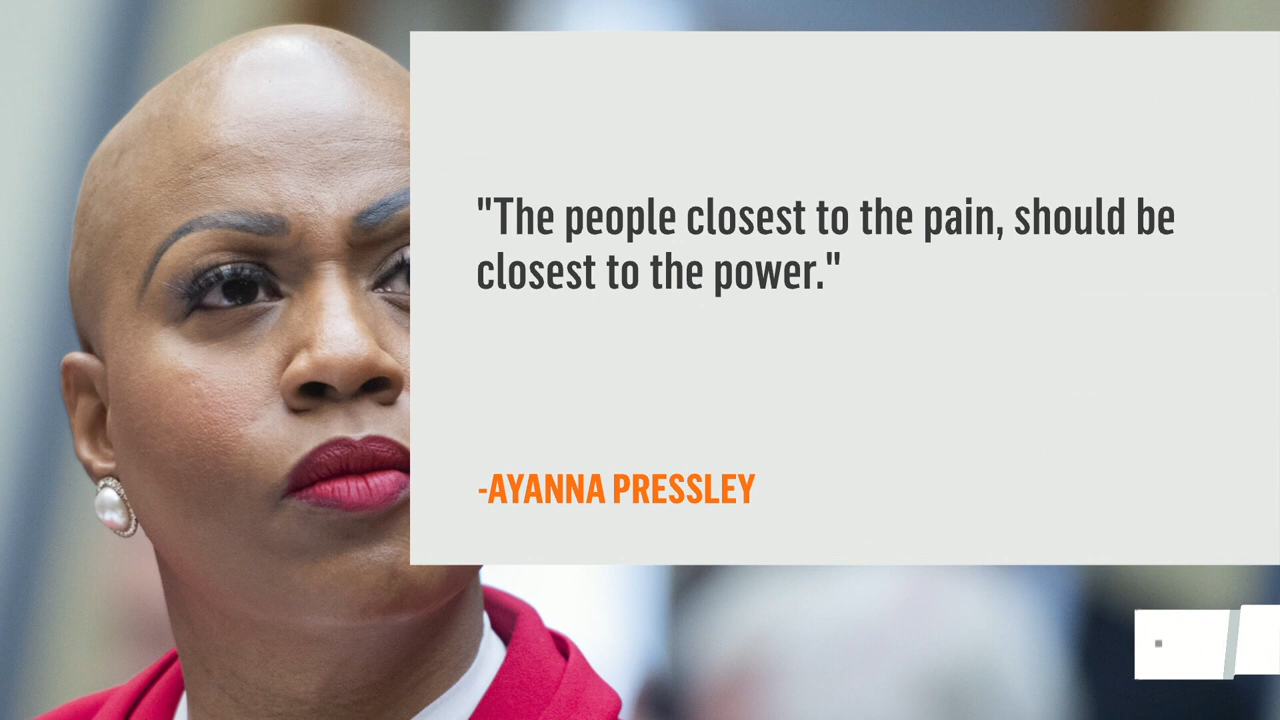 "The people closest to the pain, should be
closest to the power."
-AYANNA PRESSLEY